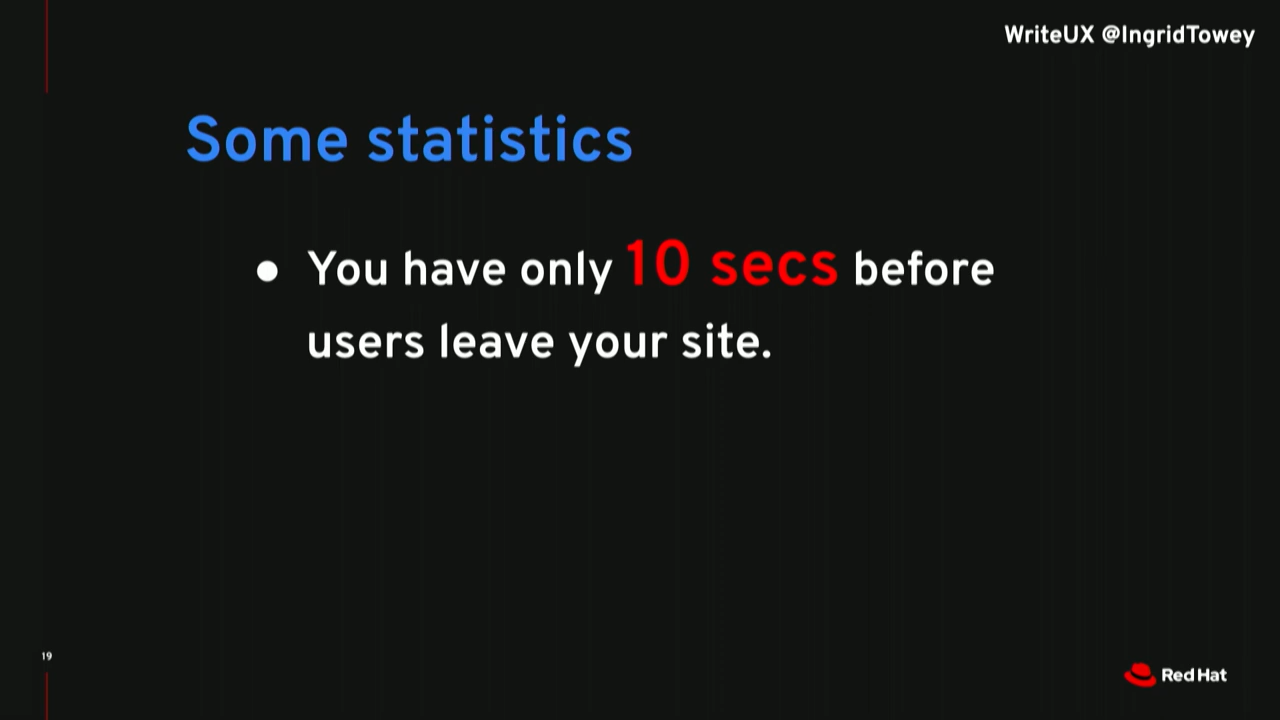 WriteUX @IngridTowey
Some statistics
● You have only 10 secs before
users leave your site.
19
Red Hat